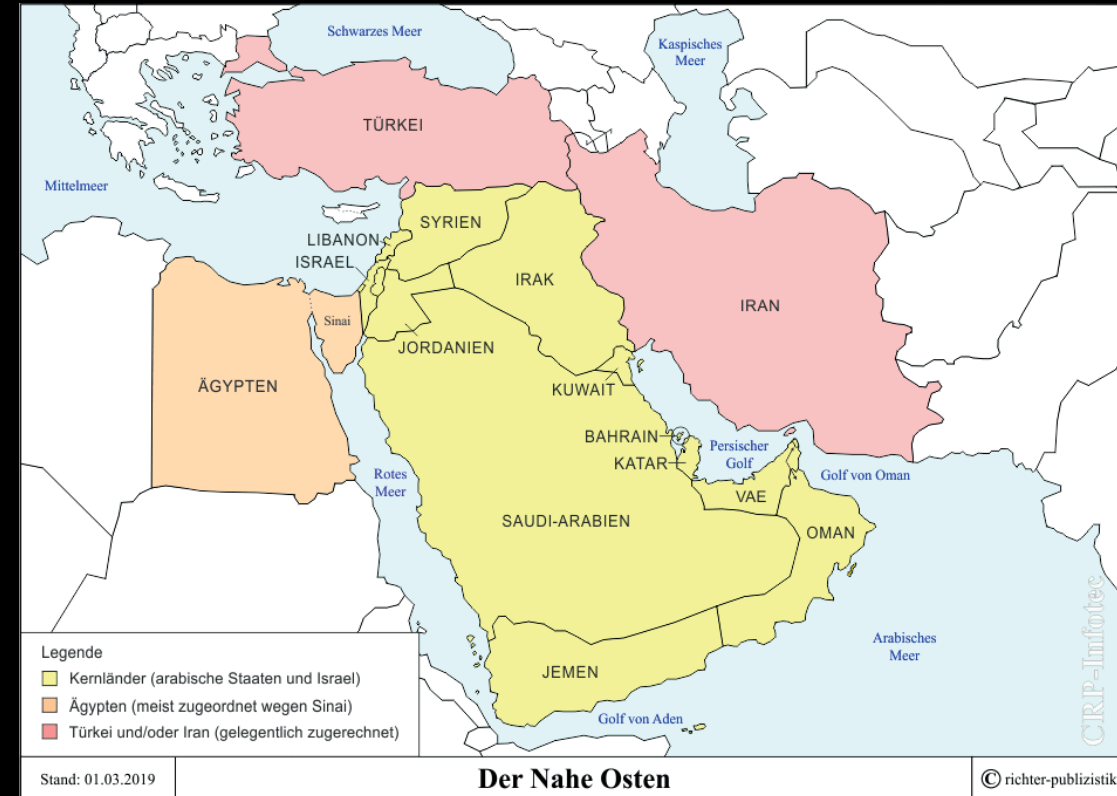 Schwarzes Meer
Kaspisches
Meer
TÜRKEI
Mittelmeer
SYRIEN
LIBANON
ISRAEL
IRAK
IRAN
Sinai
JORDANIEN
ÄGYPTEN
KUWAIT
BAHRAIN
Persischer
Golf
KATAR
Golf von Oman
Rotes
Meer
VAE
SAUDI-ARABIEN
OMAN
Arabisches
Meer
JEMEN
Golf von Aden
CRP-Infotec
Legende
Kernländer (arabische Staaten und Israel)
Ägypten (meist zugeordnet wegen Sinai)
Türkei und/oder Iran (gelegentlich zugerechnet)
Stand: 01.03.2019
Der Nahe Osten
© richter-publizistik